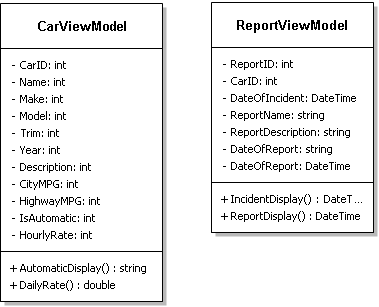 CarViewModel
- CarID: int
- Name: int
- Make: int
- Model: int
- Trim: int
- Year: int
- Description: int
- CityMPG: int
- HighwayMPG: int
- IsAutomatic: int
- HourlyRate: int
+ AutomaticDisplay() : string
+ DailyRate() : double
ReportViewModel
- ReportID: int
- CarID: int
- DateOfIncident: DateTime
- ReportName: string
- ReportDescription: string
- DateOfReport: string
- DateOfReport: DateTime
+ IncidentDisplay() : DateT...
+ ReportDisplay() : DateTime